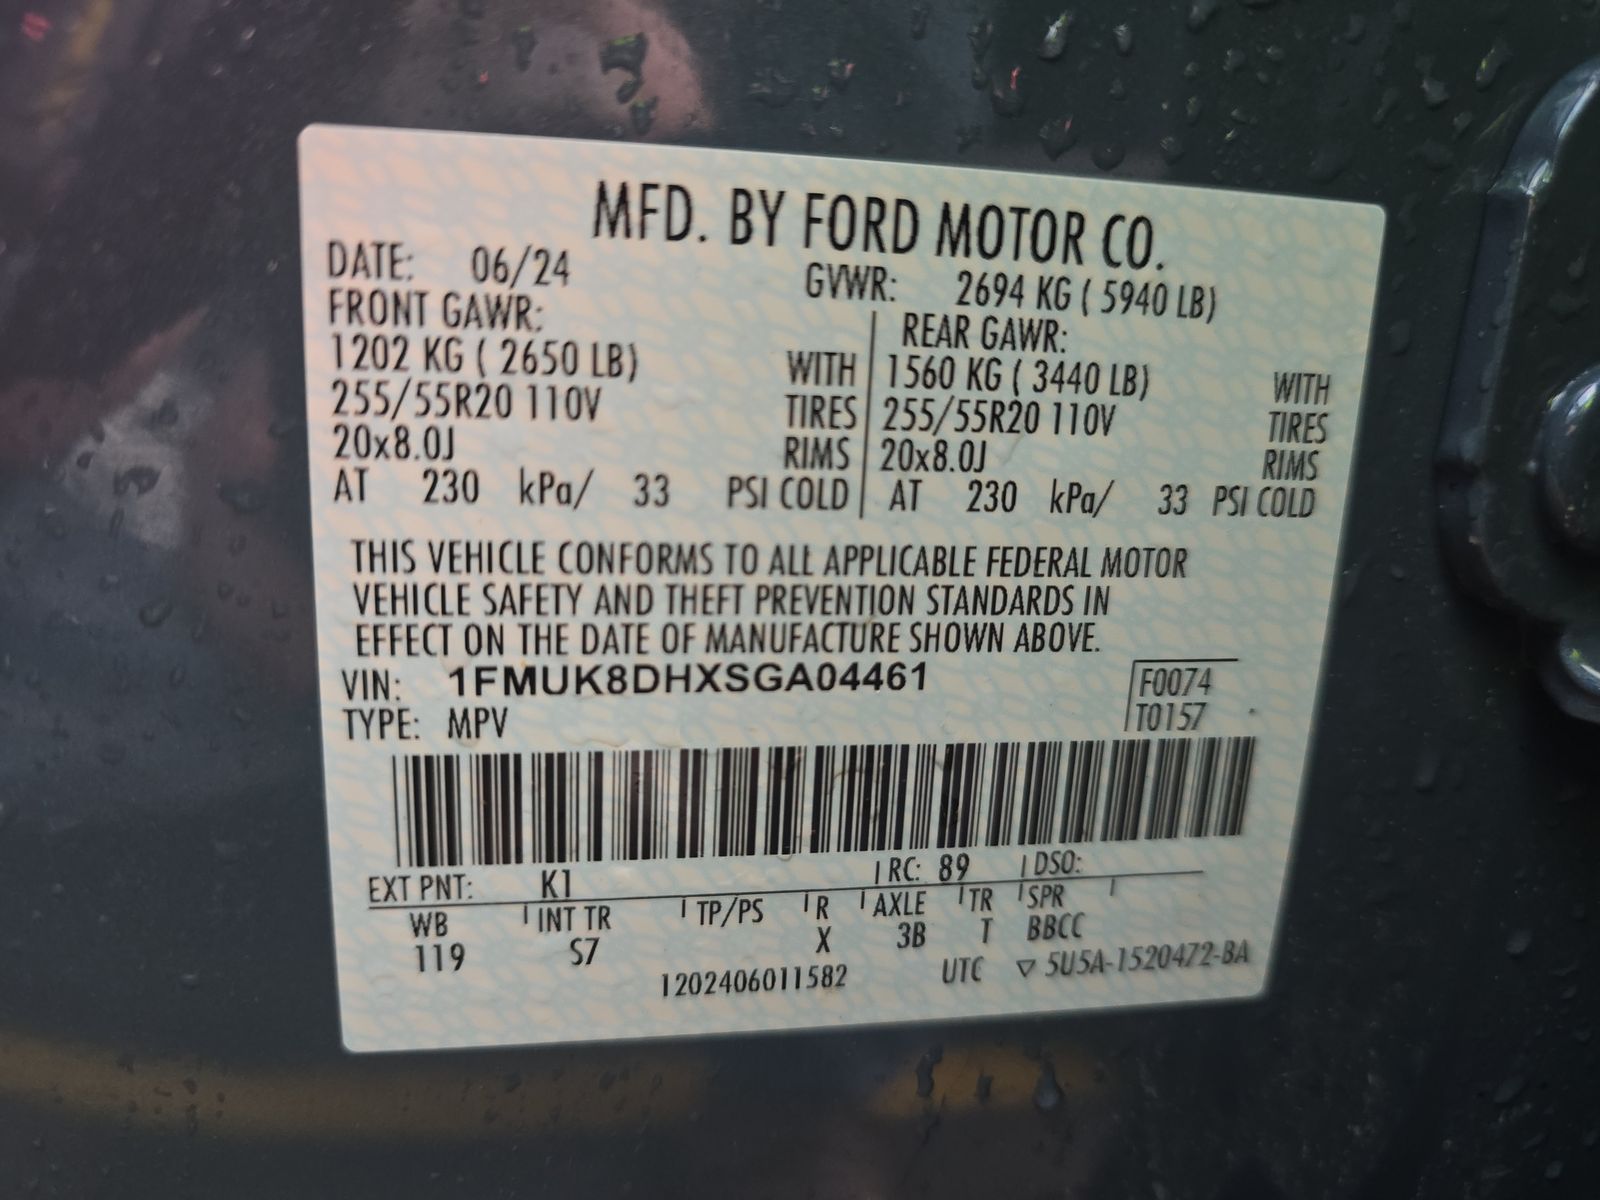 MFD. BY FORD MOTOR CO.
DATE: 06/24 GVWR: 2694 KG ( 5940 LB)
FRONT GAWR: REAR GAWR:
1202 KG ( 2650 LB) WITH 1560 KG ( 3440 LB) WITH
255/55R20 110V TIRES 255/55R20 110V TIRES
20x8.0J RIMS 20x8.0J RIMS
AT 230 kPa/ 33 PSI COLD AT 230 kPa/ 33 PSI COLD
THIS VEHICLE CONFORMS TO ALL APPLICABLE FEDERAL MOTOR
VEHICLE SAFETY AND THEFT PREVENTION STANDARDS IN
EFFECT ON THE DATE OF MANUFACTURE SHOWN ABOVE.
VIN: 1FMUK8DHXSGA04461 F0074
TYPE: MPV T0157
EXT PNT: K1 RC: 89 DSO:
WB INT TR TP/PS R AXLE TR SPR
119 S7 X 3B T BBCC
1202406011582 UTC ▽ 5U5A-1520472-BA